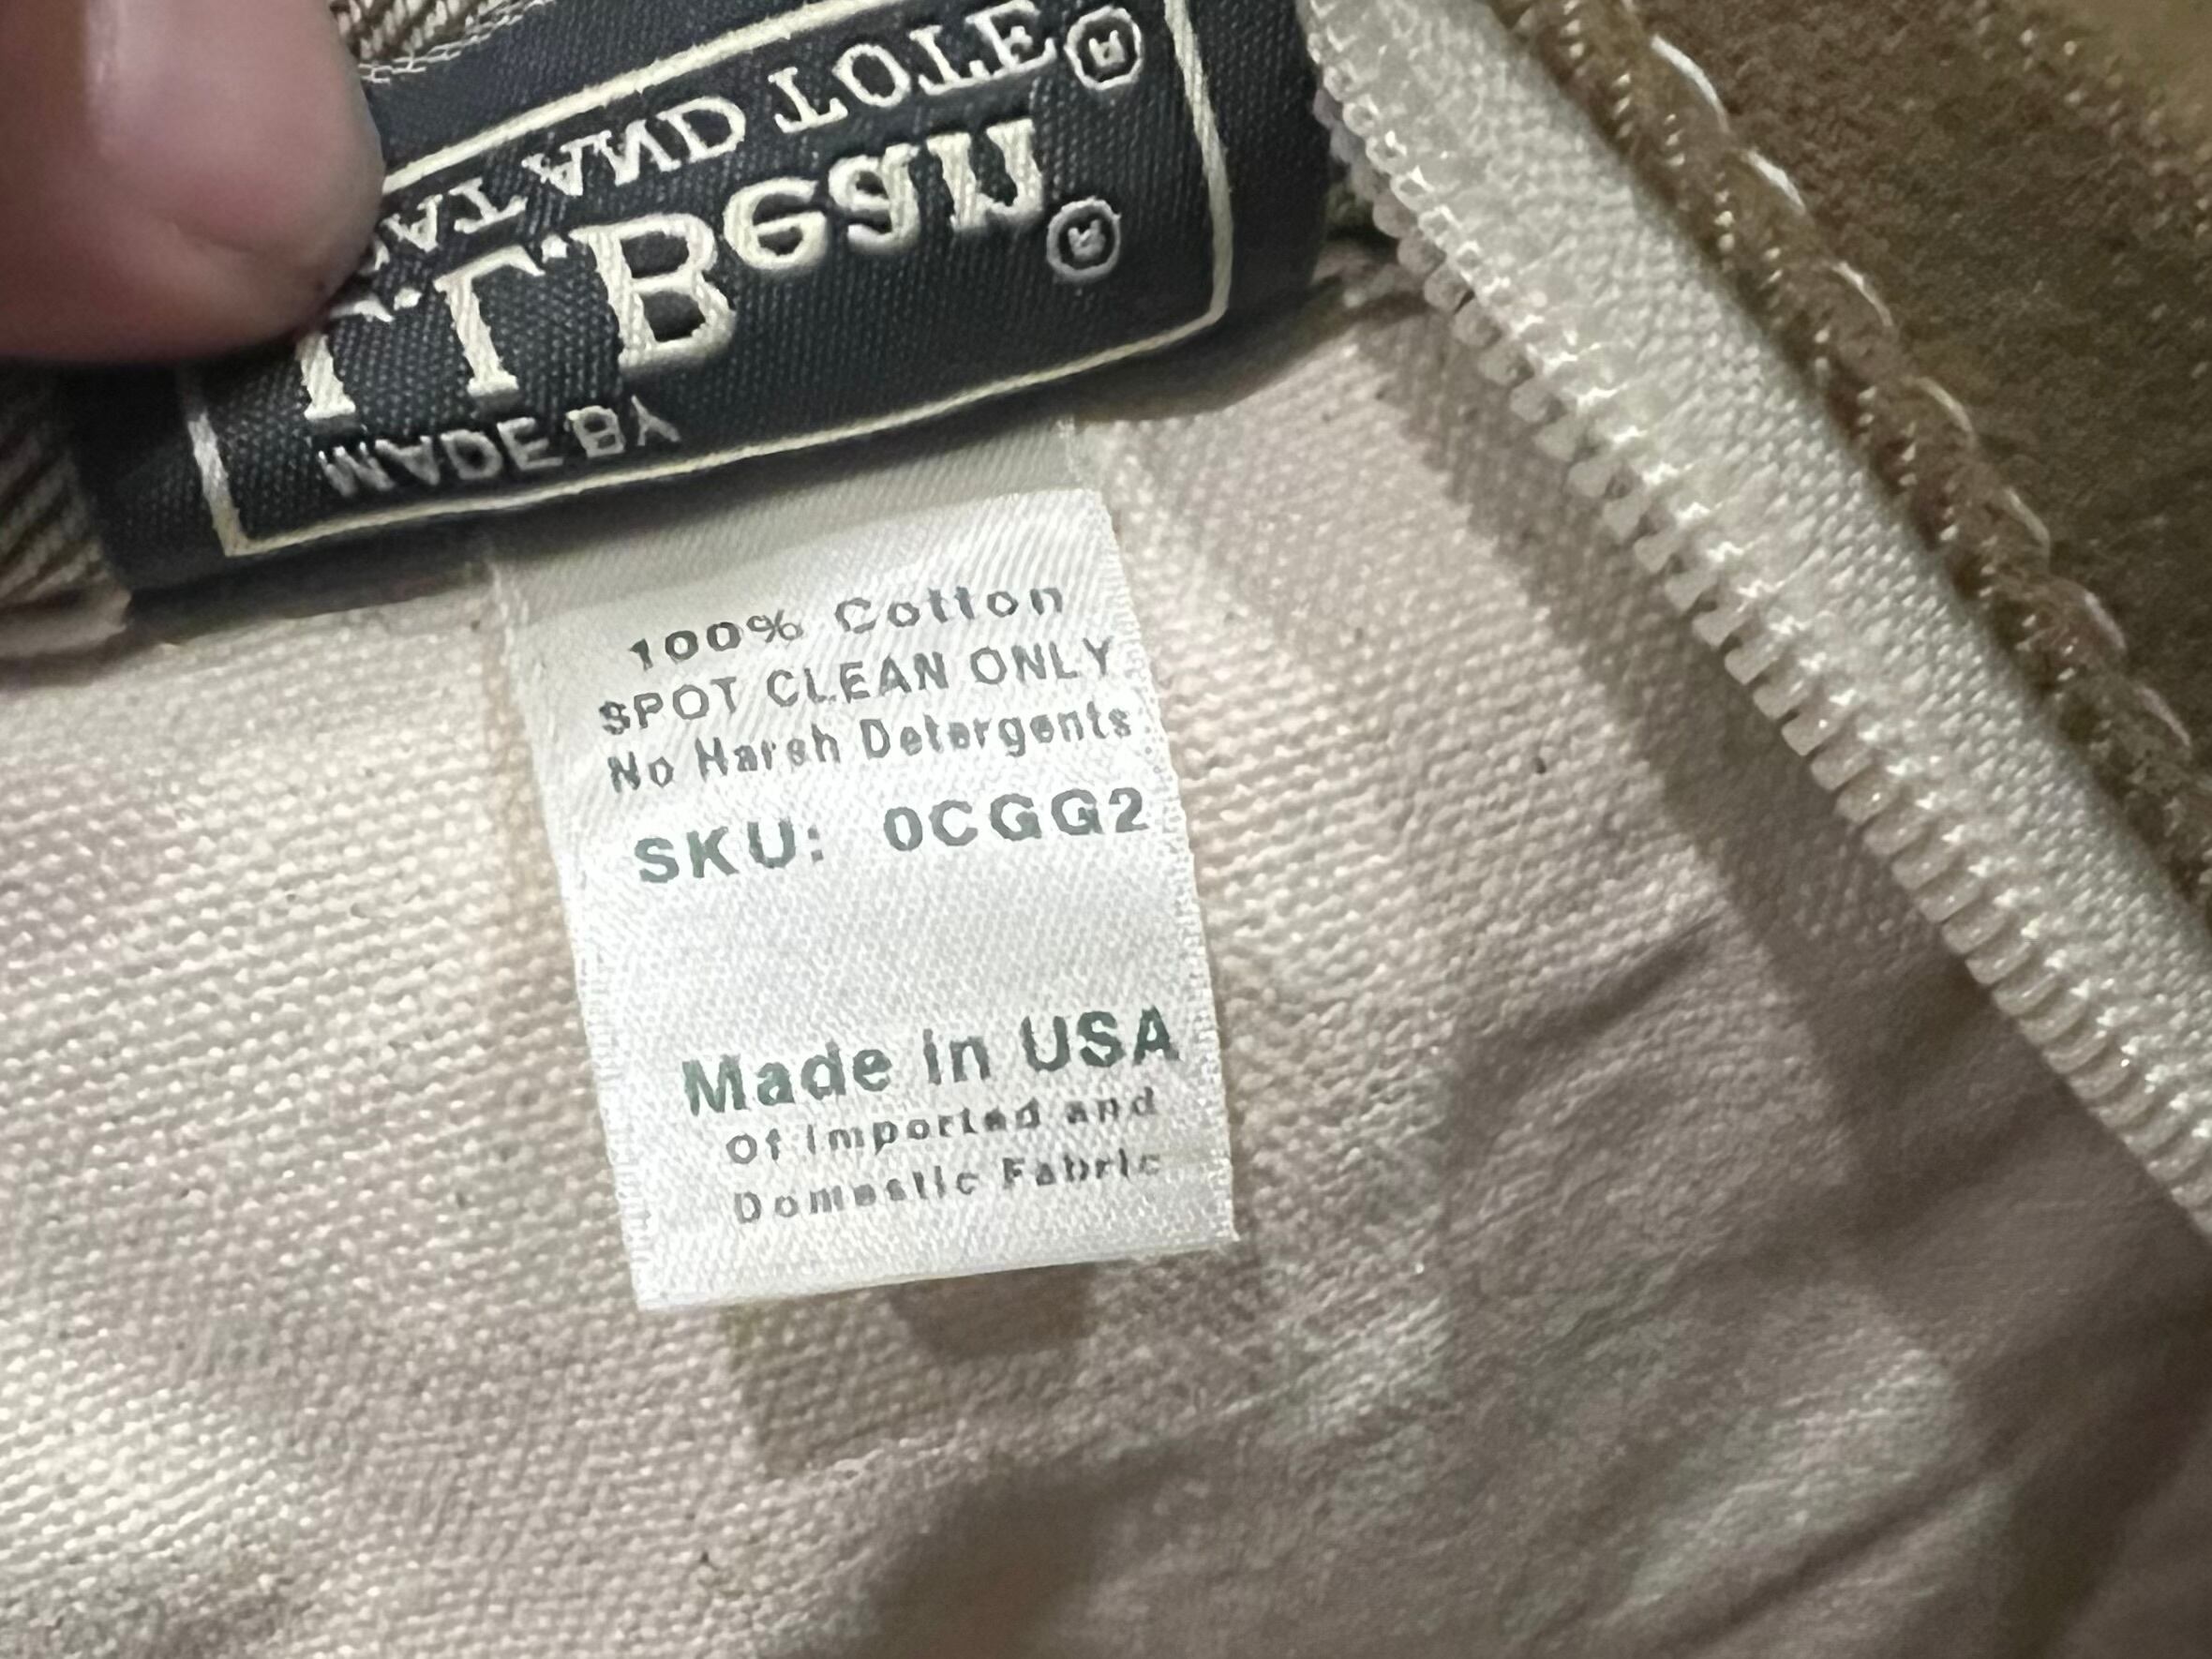 MADE BY
L.L.Bean®
AND TOTE®
100% Cotton
SPOT CLEAN ONLY
No Harsh Detergents
SKU: 0CGG2
Made in USA
Of Imported and
Domestic Fabric